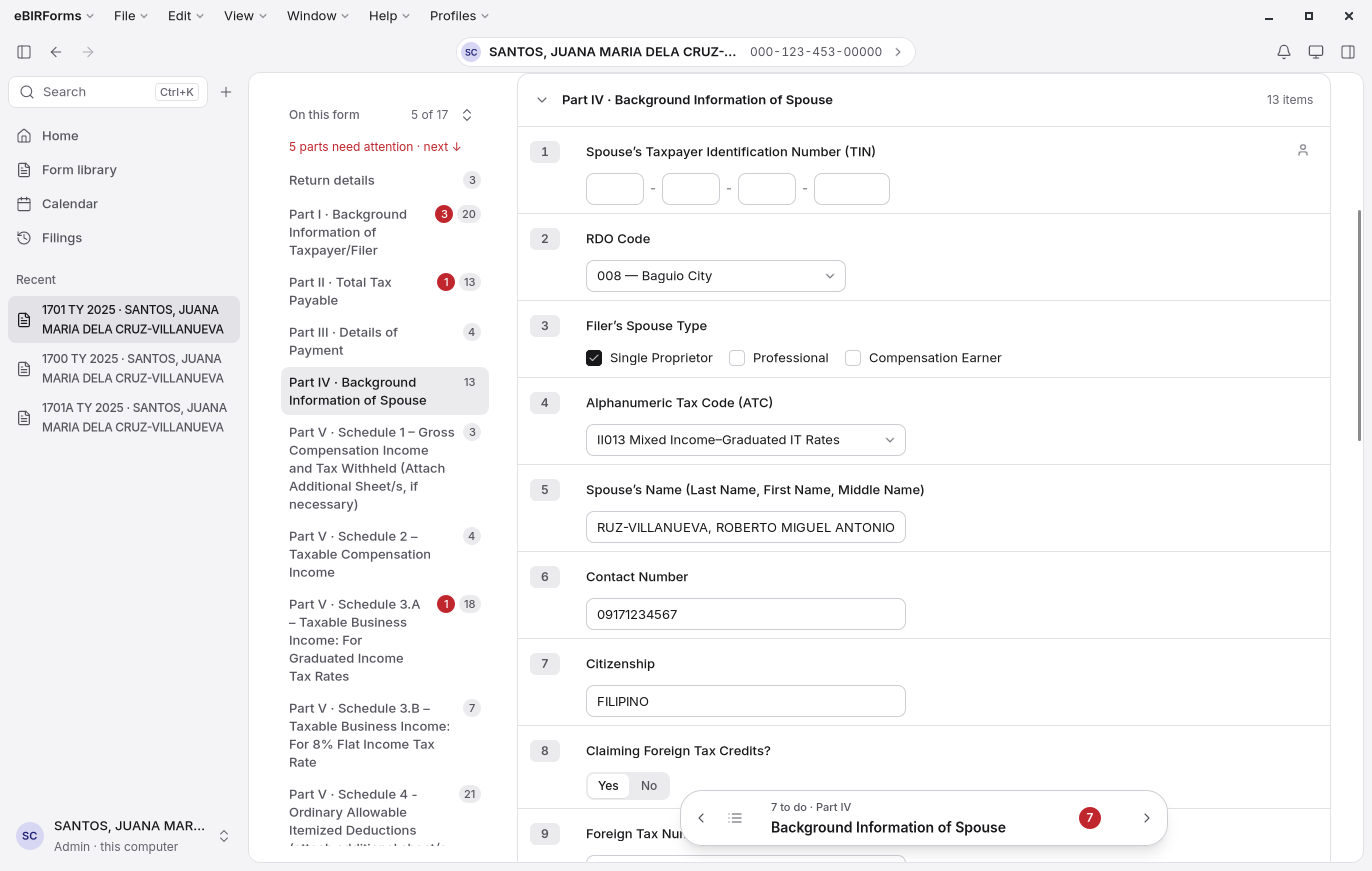 eBIRForms File Edit View Window Help Profiles
SC SANTOS, JUANA MARIA DELA CRUZ-... 000-123-453-00000
Search Ctrl+K
Home
Form library
Calendar
Filings
Recent
1701 TY 2025 · SANTOS, JUANA
MARIA DELA CRUZ-VILLANUEVA
1700 TY 2025 · SANTOS, JUANA
MARIA DELA CRUZ-VILLANUEVA
1701A TY 2025 · SANTOS, JUANA
MARIA DELA CRUZ-VILLANUEVA
SC SANTOS, JUANA MAR...
Admin · this computer
On this form 5 of 17
5 parts need attention · next ↓
Return details 3
Part I · Background 3 20
Information of
Taxpayer/Filer
Part II · Total Tax 1 13
Payable
Part III · Details of 4
Payment
Part IV · Background 13
Information of Spouse
Part V · Schedule 1 – Gross 3
Compensation Income
and Tax Withheld (Attach
Additional Sheet/s, if
necessary)
Part V · Schedule 2 – 4
Taxable Compensation
Income
Part V · Schedule 3.A 1 18
– Taxable Business
Income: For
Graduated Income
Tax Rates
Part V · Schedule 3.B – 7
Taxable Business Income:
For 8% Flat Income Tax
Rate
Part V · Schedule 4 - 21
Ordinary Allowable
Itemized Deductions
Part IV · Background Information of Spouse 13 items
1 Spouse's Taxpayer Identification Number (TIN)
- - -
2 RDO Code
008 — Baguio City
3 Filer's Spouse Type
Single Proprietor Professional Compensation Earner
4 Alphanumeric Tax Code (ATC)
II013 Mixed Income–Graduated IT Rates
5 Spouse's Name (Last Name, First Name, Middle Name)
RUZ-VILLANUEVA, ROBERTO MIGUEL ANTONIO
6 Contact Number
09171234567
7 Citizenship
FILIPINO
8 Claiming Foreign Tax Credits?
Yes No
9 Foreign Tax
7 to do · Part IV
Background Information of Spouse 7